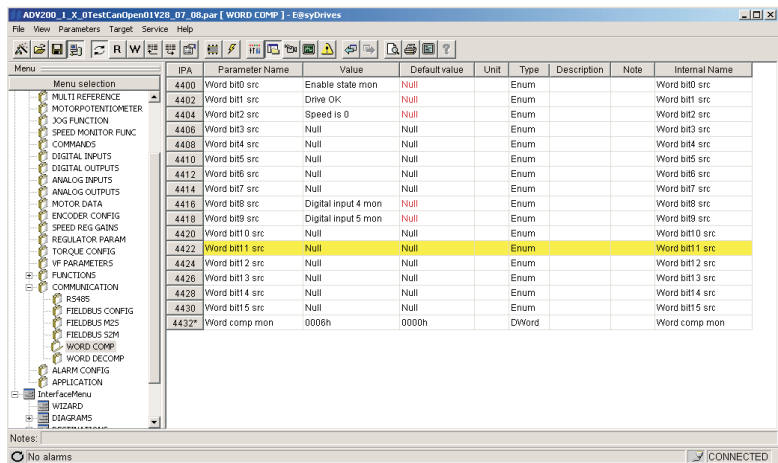 ADV200_1_X_0TestCanOpen01V28_07_08.par [ WORD COMP ] - E@syDrives
File View Parameters Target Service Help
R W
Menu
Menu selection
MULTI REFERENCE
MOTORPOTENTIOMETER
JOG FUNCTION
SPEED MONITOR FUNC
COMMANDS
DIGITAL INPUTS
DIGITAL OUTPUTS
ANALOG INPUTS
ANALOG OUTPUTS
MOTOR DATA
ENCODER CONFIG
SPEED REG GAINS
REGULATOR PARAM
TORQUE CONFIG
VF PARAMETERS
FUNCTIONS
COMMUNICATION
RS485
FIELDBUS CONFIG
FIELDBUS M2S
FIELDBUS S2M
WORD COMP
WORD DECOMP
ALARM CONFIG
APPLICATION
InterfaceMenu
WIZARD
DIAGRAMS
IPA Parameter Name Value Default value Unit Type Description Note Internal Name
4400 Word bit0 src Enable state mon Null Enum Word bit0 src
4402 Word bit1 src Drive OK Null Enum Word bit1 src
4404 Word bit2 src Speed is 0 Null Enum Word bit2 src
4406 Word bit3 src Null Null Enum Word bit3 src
4408 Word bit4 src Null Null Enum Word bit4 src
4410 Word bit5 src Null Null Enum Word bit5 src
4412 Word bit6 src Null Null Enum Word bit6 src
4414 Word bit7 src Null Null Enum Word bit7 src
4416 Word bit8 src Digital input 4 mon Null Enum Word bit8 src
4418 Word bit9 src Digital input 5 mon Null Enum Word bit9 src
4420 Word bit10 src Null Null Enum Word bit10 src
4422 Word bit11 src Null Null Enum Word bit11 src
4424 Word bit12 src Null Null Enum Word bit12 src
4426 Word bit13 src Null Null Enum Word bit13 src
4428 Word bit14 src Null Null Enum Word bit14 src
4430 Word bit15 src Null Null Enum Word bit15 src
4432* Word comp mon 0006h 0000h DWord Word comp mon
Notes:
No alarms CONNECTED